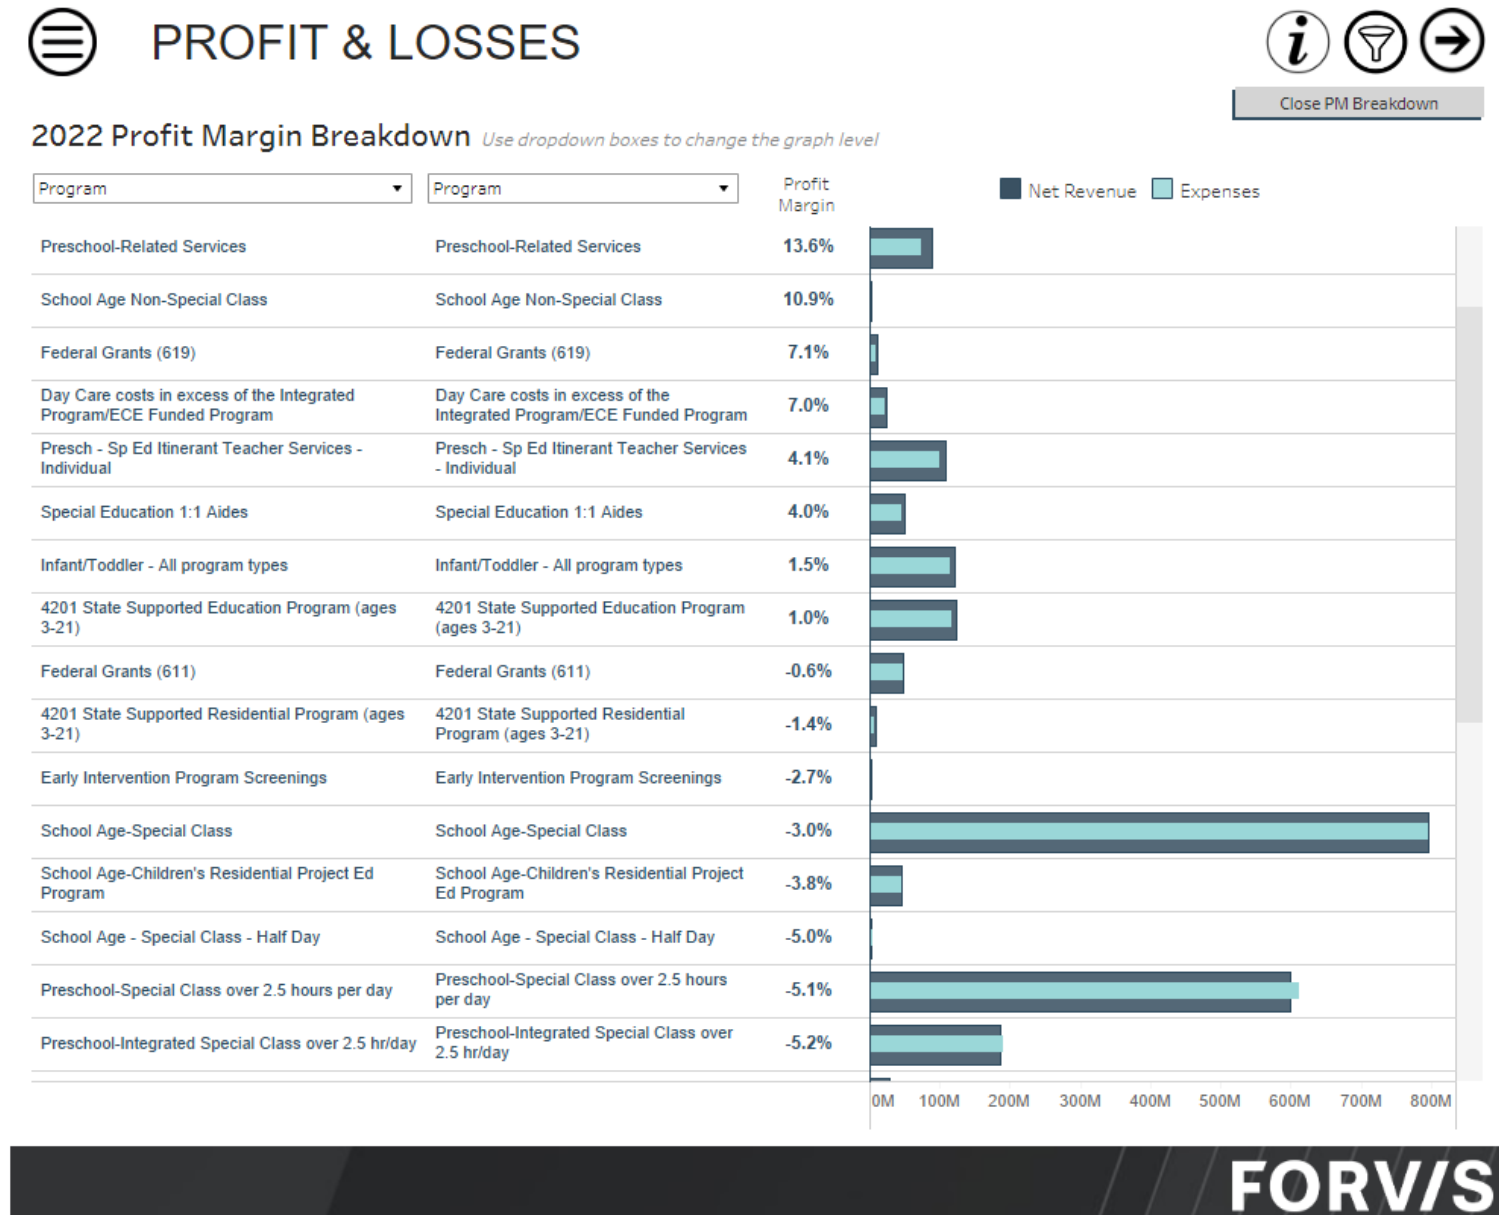 PROFIT & LOSSES
Close PM Breakdown
2022 Profit Margin Breakdown Use dropdown boxes to change the graph level
Program Program Profit Margin Net Revenue Expenses
Preschool-Related Services Preschool-Related Services 13.6%
School Age Non-Special Class School Age Non-Special Class 10.9%
Federal Grants (619) Federal Grants (619) 7.1%
Day Care costs in excess of the Integrated Day Care costs in excess of the
Program/ECE Funded Program Integrated Program/ECE Funded Program 7.0%
Presch - Sp Ed Itinerant Teacher Services - Presch - Sp Ed Itinerant Teacher Services
Individual - Individual 4.1%
Special Education 1:1 Aides Special Education 1:1 Aides 4.0%
Infant/Toddler - All program types Infant/Toddler - All program types 1.5%
4201 State Supported Education Program (ages 4201 State Supported Education Program
3-21) (ages 3-21) 1.0%
Federal Grants (611) Federal Grants (611) -0.6%
4201 State Supported Residential Program (ages 4201 State Supported Residential
3-21) Program (ages 3-21) -1.4%
Early Intervention Program Screenings Early Intervention Program Screenings -2.7%
School Age-Special Class School Age-Special Class -3.0%
School Age-Children's Residential Project Ed School Age-Children's Residential Project
Program Ed Program -3.8%
School Age - Special Class - Half Day School Age - Special Class - Half Day -5.0%
Preschool-Special Class over 2.5 hours per day Preschool-Special Class over 2.5 hours
per day -5.1%
Preschool-Integrated Special Class over 2.5 hr/day Preschool-Integrated Special Class over
2.5 hr/day -5.2%
0M 100M 200M 300M 400M 500M 600M 700M 800M
FORVIS